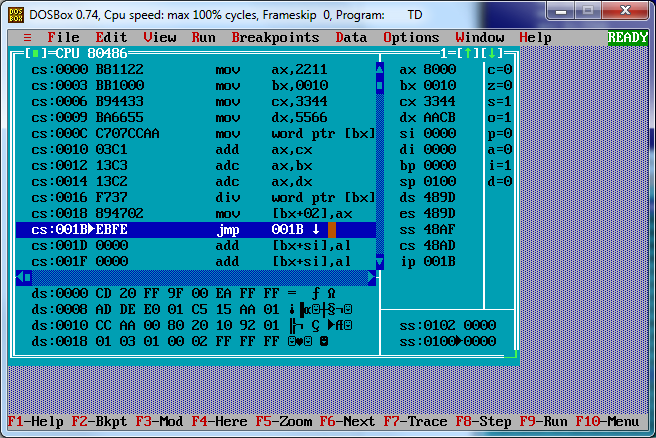 DOSBox 0.74, Cpu speed: max 100% cycles, Frameskip 0, Program: TD
≡ File Edit View Run Breakpoints Data Options Window Help READY
[■]=CPU 80486 1=[↑][↓]
cs:0000 B81122 mov ax,2211 ax 8000 c=0
cs:0003 BB1000 mov bx,0010 bx 0010 z=0
cs:0006 B94433 mov cx,3344 cx 3344 s=1
cs:0009 BA6655 mov dx,5566 dx AACB o=1
cs:000C C707CCAA mov word ptr [bx] si 0000 p=0
cs:0010 03C1 add ax,cx di 0000 a=0
cs:0012 13C3 adc ax,bx bp 0000 i=1
cs:0014 13C2 adc ax,dx sp 0100 d=0
cs:0016 F737 div word ptr [bx] ds 489D
cs:0018 894702 mov [bx+02],ax es 489D
cs:001B►EBFE jmp 001B ↓ ss 48AF
cs:001D 0000 add [bx+si],al cs 48AD
cs:001F 0000 add [bx+si],al ip 001B
ds:0000 CD 20 FF 9F 00 EA FF FF = ƒ Ω
ds:0008 AD DE E0 01 C5 15 AA 01 ¡▐α☺┼§¬☺
ds:0010 CC AA 00 80 20 10 92 01 ╠¬ Ç ►Æ☺ ss:0102 0000
ds:0018 01 03 01 00 02 FF FF FF ☺♥☺ ☻ ss:0100►0000
F1-Help F2-Bkpt F3-Mod F4-Here F5-Zoom F6-Next F7-Trace F8-Step F9-Run F10-Menu